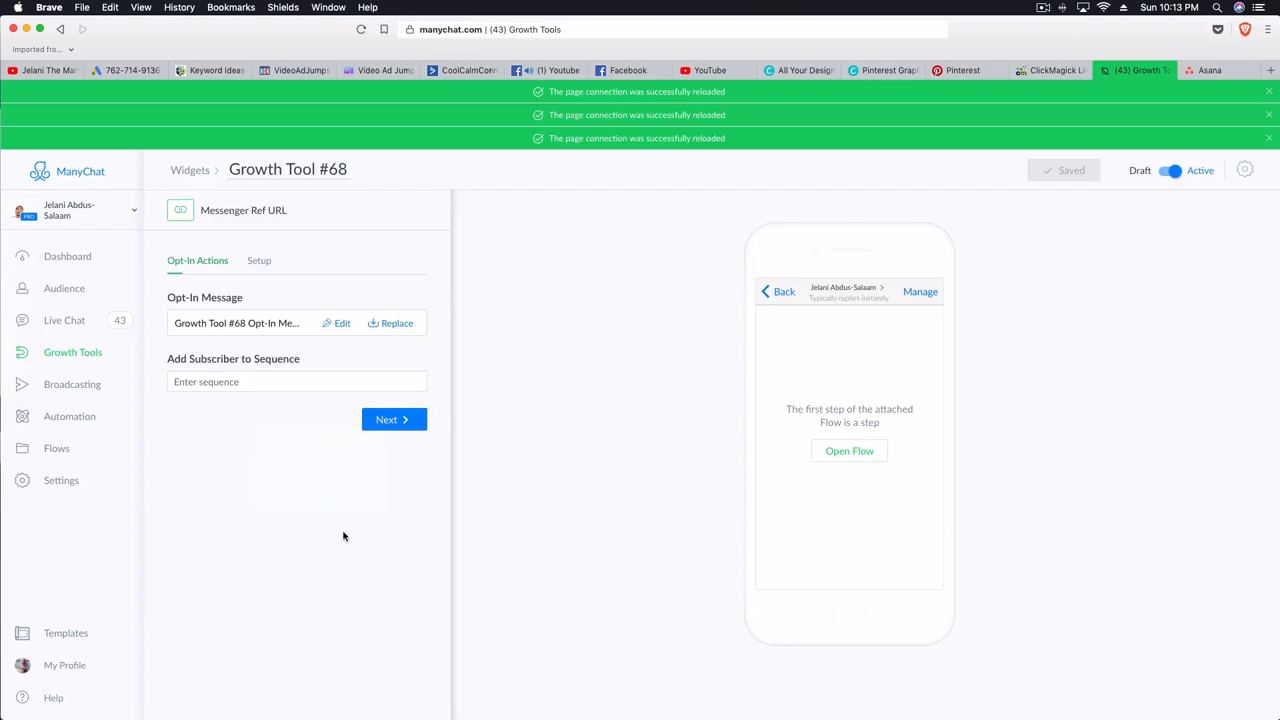 Brave File Edit View History Bookmarks Shields Window Help Sun 10:13 PM
manychat.com | (43) Growth Tools
Imported fro...
Jelani The Mar
762-714-9136
Keyword Ideas
VideoAdJumps
Video Ad Jump
CoolCalmConn
(1) Youtube
Facebook
YouTube
All Your Design
Pinterest Grap
Pinterest
ClickMagick Lin
(43) Growth To
Asana
The page connection was successfully reloaded
The page connection was successfully reloaded
The page connection was successfully reloaded
ManyChat
Widgets
Growth Tool #68
Saved
Draft
Active
Jelani Abdus-
Salaam
PRO
Messenger Ref URL
Dashboard
Audience
Live Chat 43
Growth Tools
Broadcasting
Automation
Flows
Settings
Templates
My Profile
Help
Opt-In Actions Setup
Opt-In Message
Growth Tool #68 Opt-In Me... Edit Replace
Add Subscriber to Sequence
Enter sequence
Next
Back
Jelani Abdus-Salaam
Typically replies instantly
Manage
The first step of the attached
Flow is a step
Open Flow